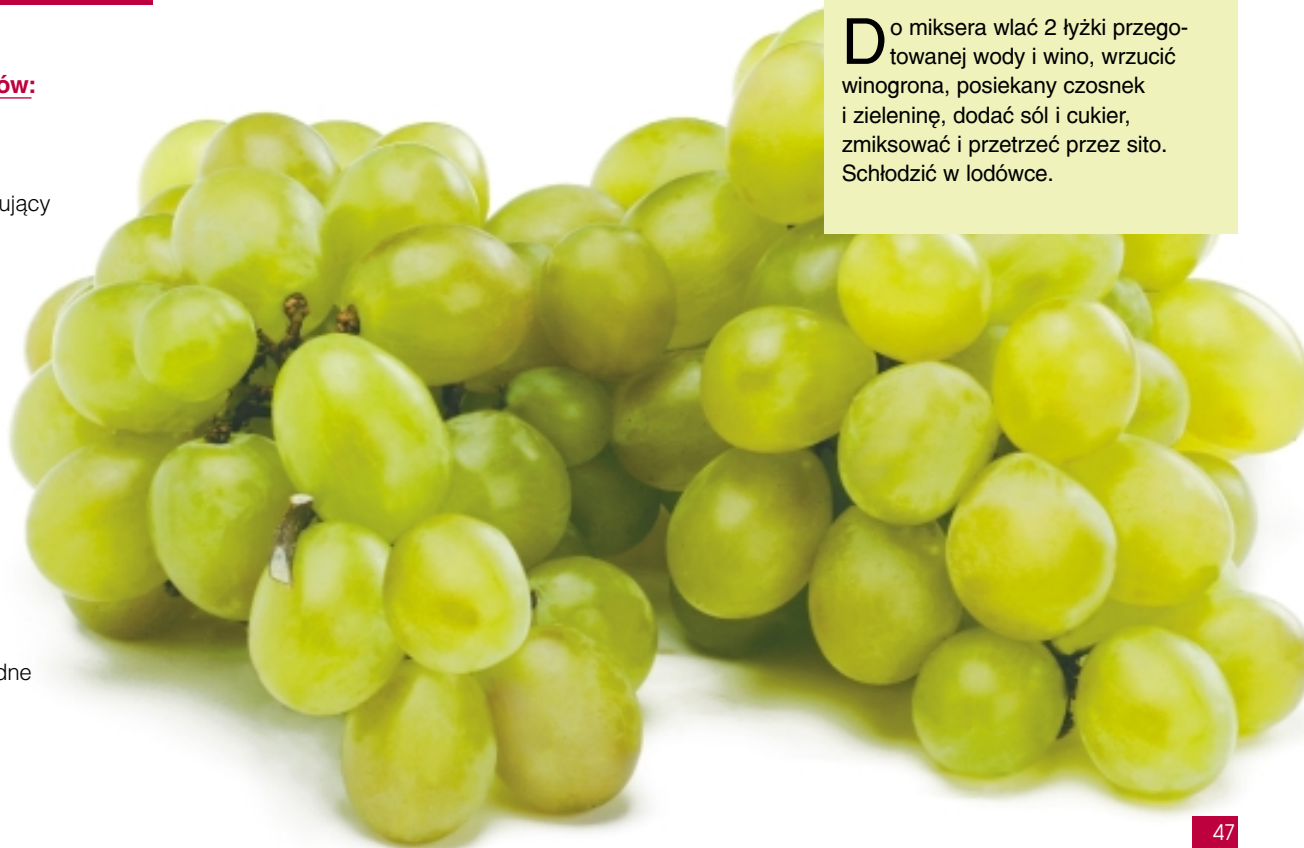 ów:
ujący
dne
Do miksera wlać 2 łyżki przego-
towanej wody i wino, wrzucić
winogrona, posiekany czosnek
i zieleninę, dodać sól i cukier,
zmiksować i przetrzeć przez sito.
Schłodzić w lodówce.
47